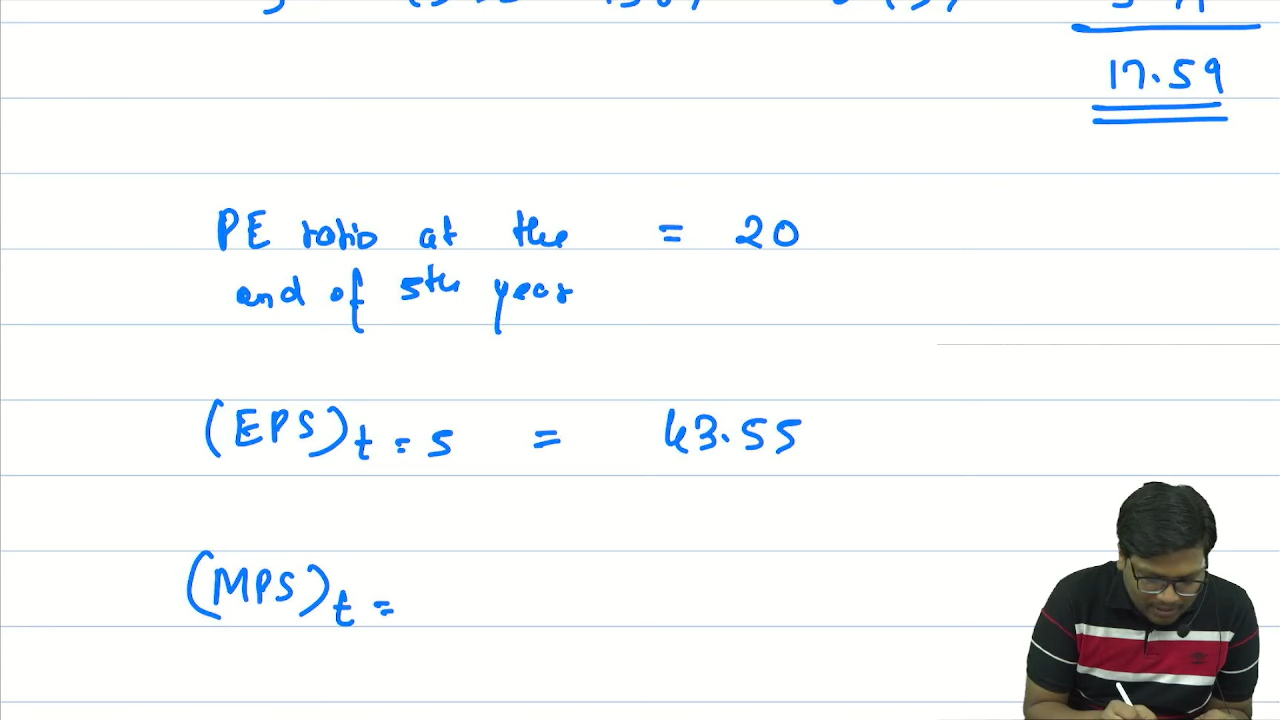 17.59
PE ratio at the = 20
end of 5th year
(EPS)t = 5 = 43.55
(MPS)t =